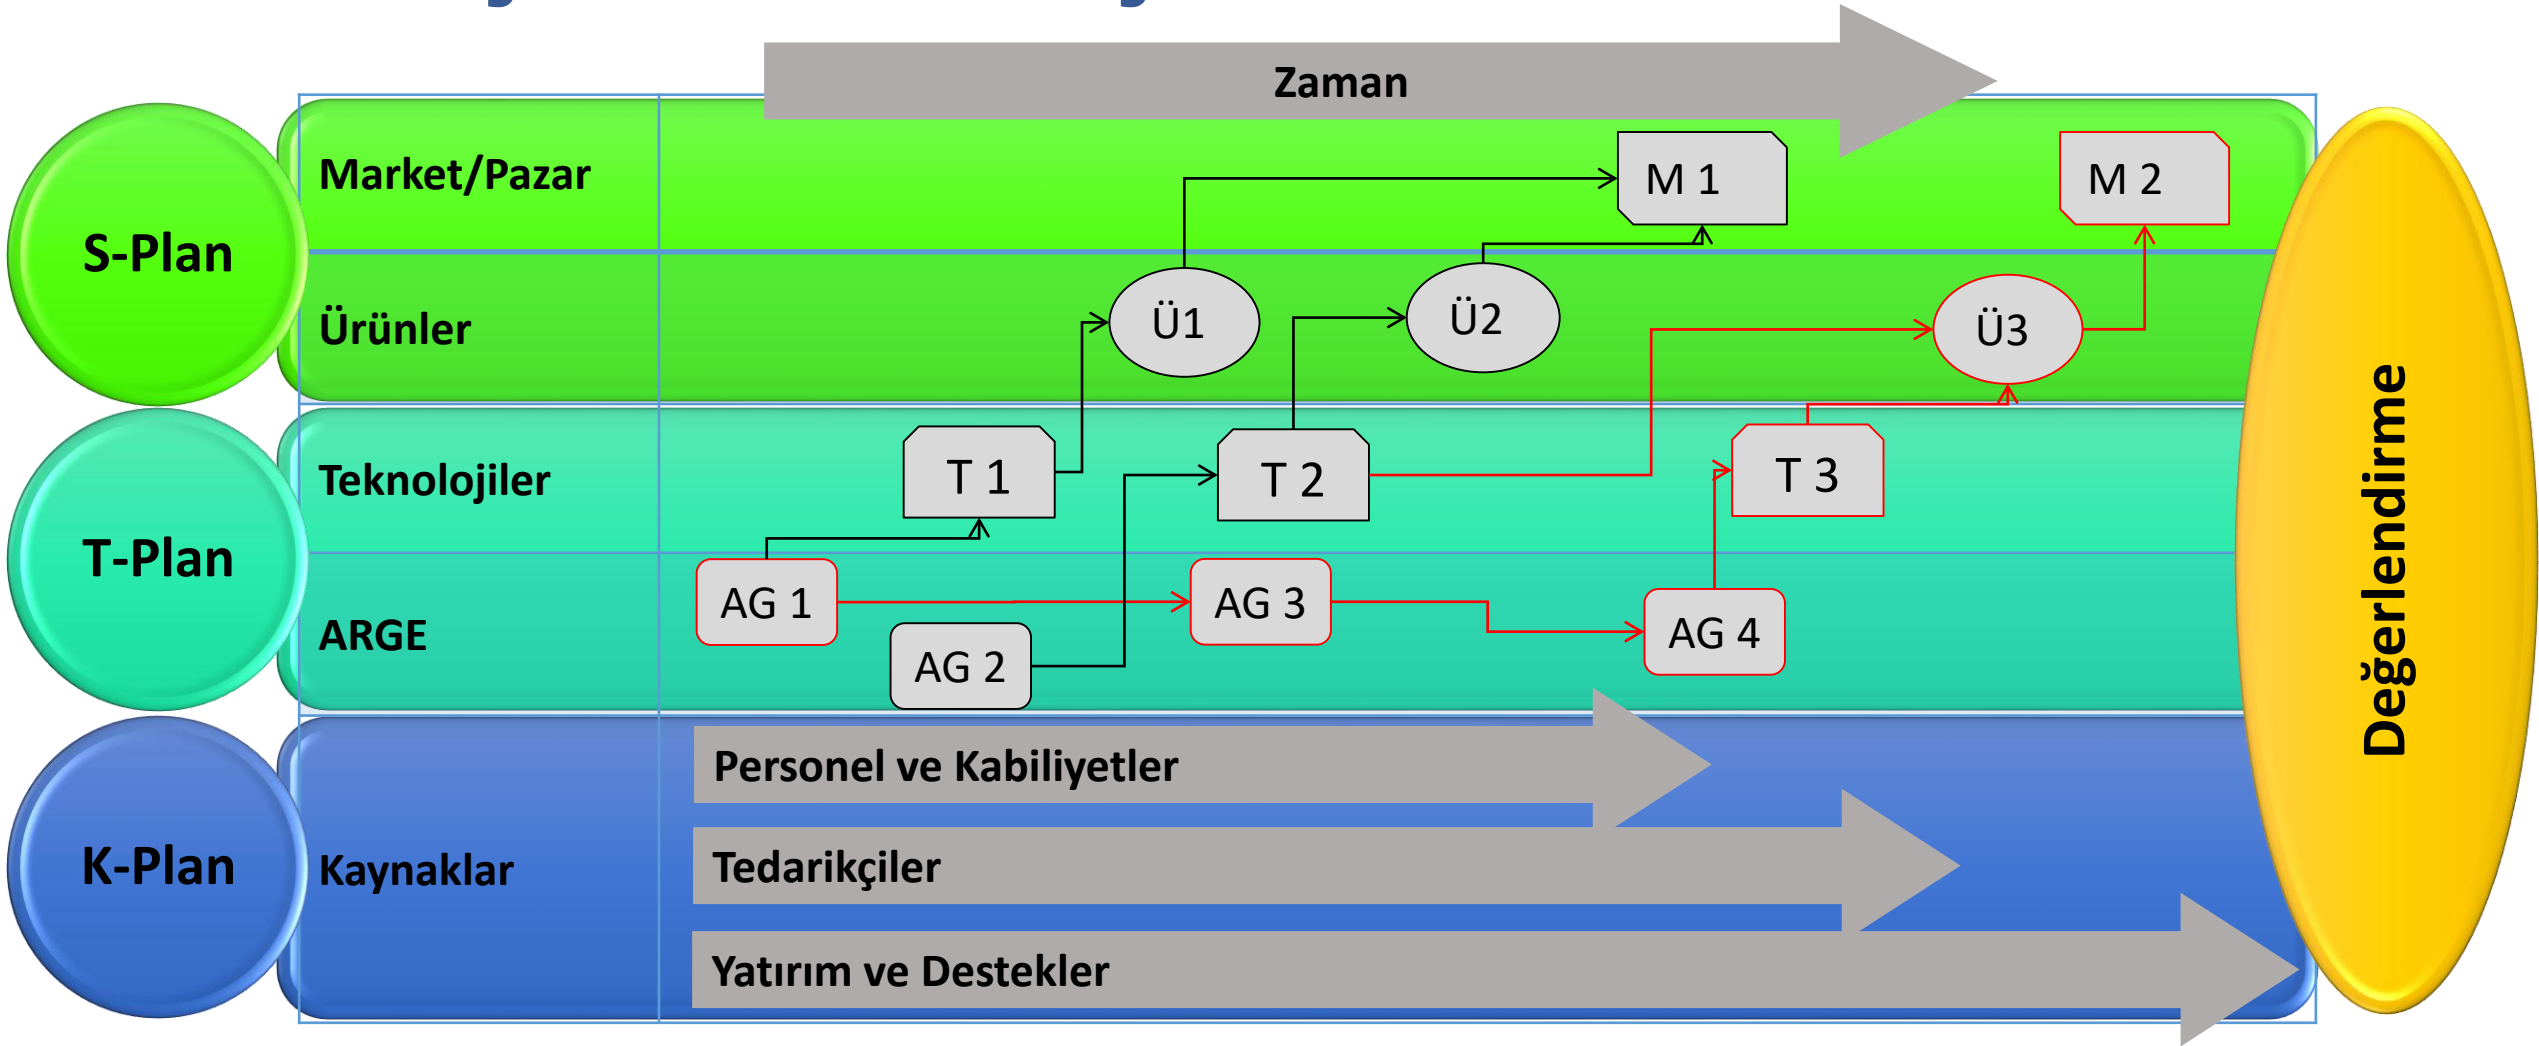 Zaman
S-Plan
Market/Pazar
M 1
M 2
Ürünler
Ü1
Ü2
Ü3
T-Plan
Teknolojiler
T 1
T 2
T 3
ARGE
AG 1
AG 2
AG 3
AG 4
K-Plan
Kaynaklar
Personel ve Kabiliyetler
Tedarikçiler
Yatırım ve Destekler
Değerlendirme